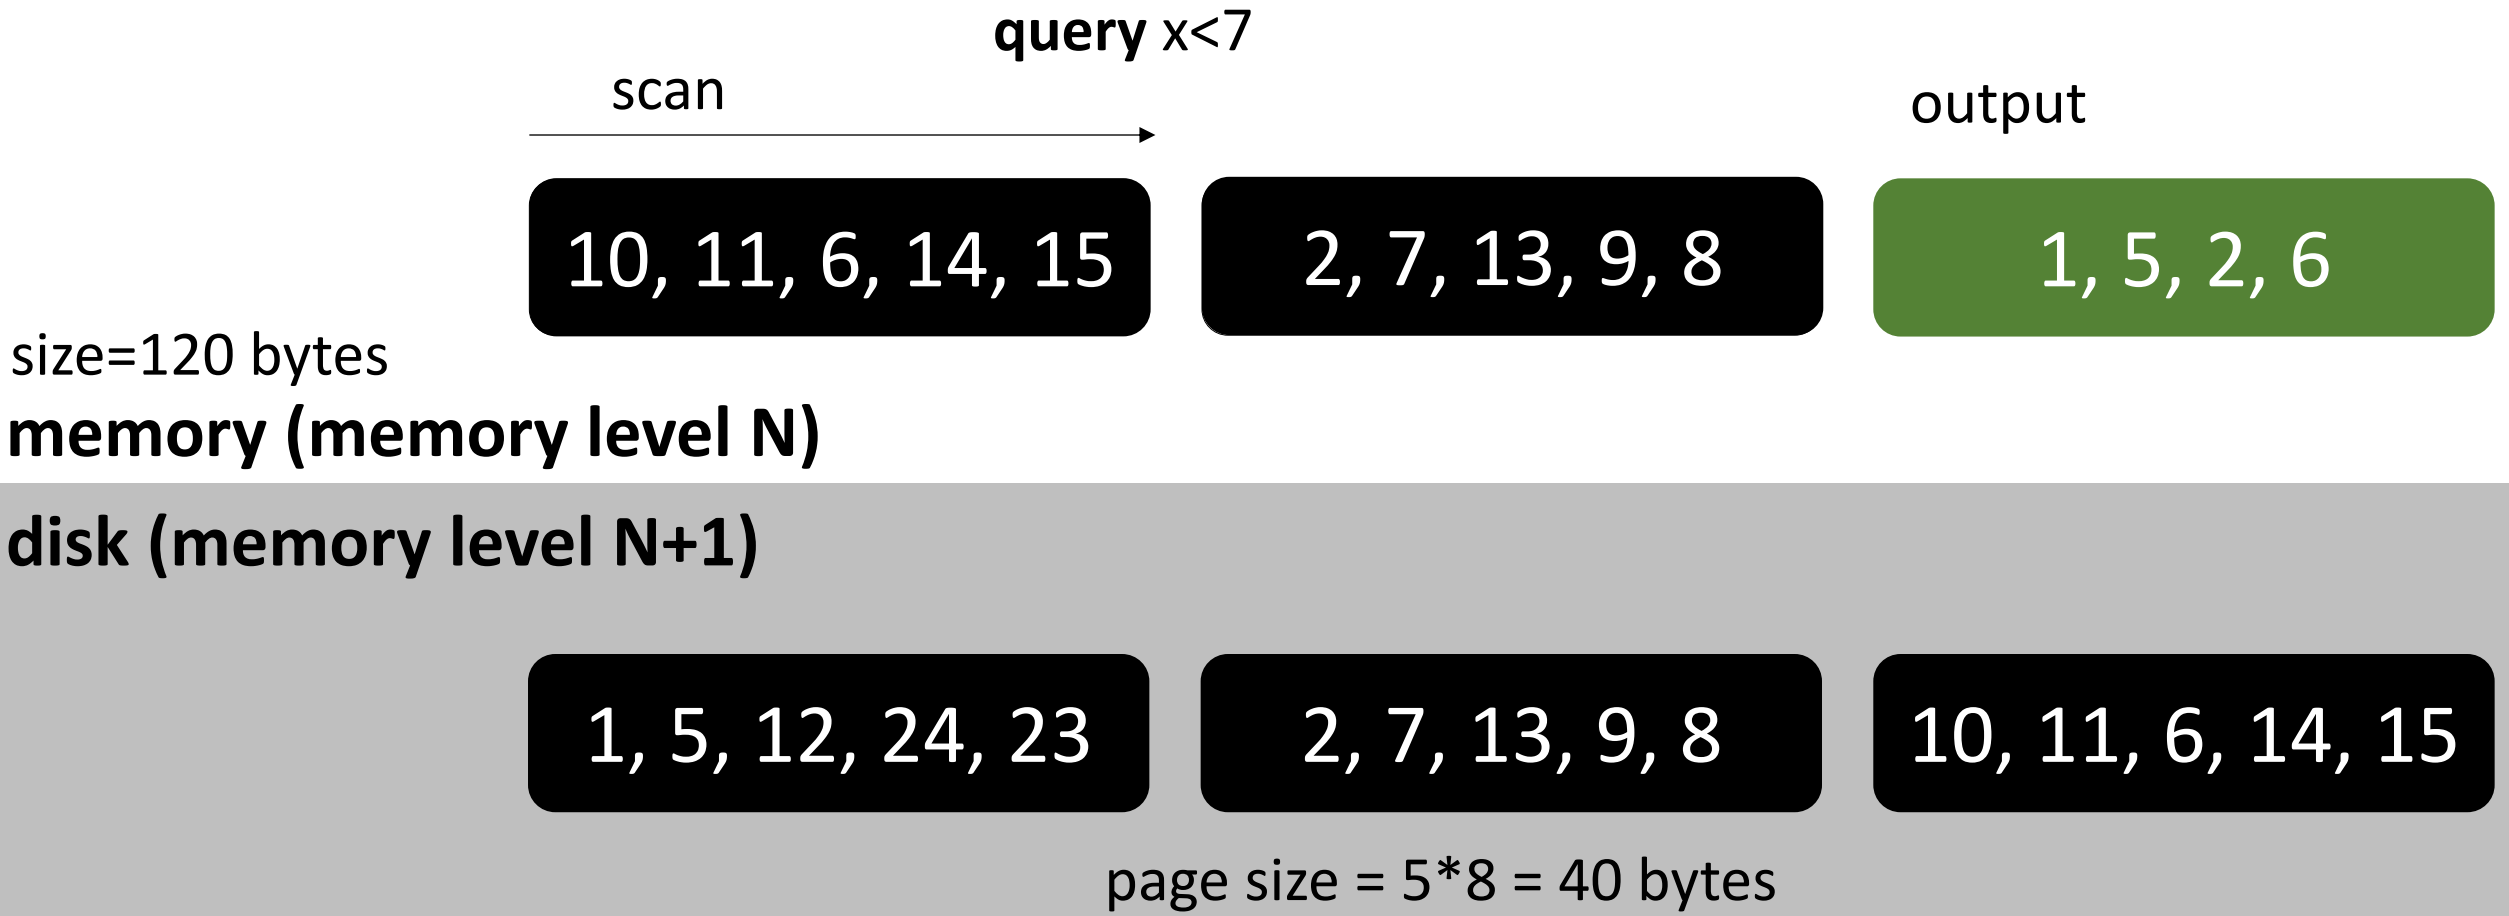 query x<7
scan
output
10, 11, 6, 14, 15
2, 7, 13, 9, 8
1, 5, 2, 6
size=120 bytes
memory (memory level N)
disk (memory level N+1)
1, 5, 12, 24, 23
2, 7, 13, 9, 8
10, 11, 6, 14, 15
page size = 5*8 = 40 bytes